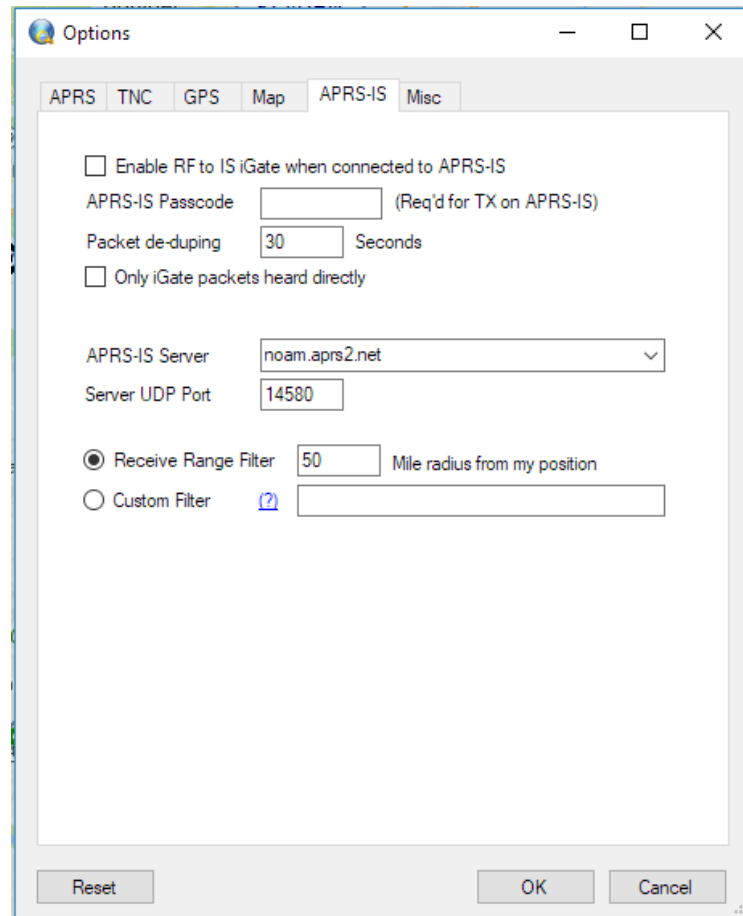 Options
APRS TNC GPS Map APRS-IS Misc
Enable RF to IS iGate when connected to APRS-IS
APRS-IS Passcode (Req'd for TX on APRS-IS)
Packet de-duping 30 Seconds
Only iGate packets heard directly
APRS-IS Server noam.aprs2.net
Server UDP Port 14580
Receive Range Filter 50 Mile radius from my position
Custom Filter (?)
Reset OK Cancel